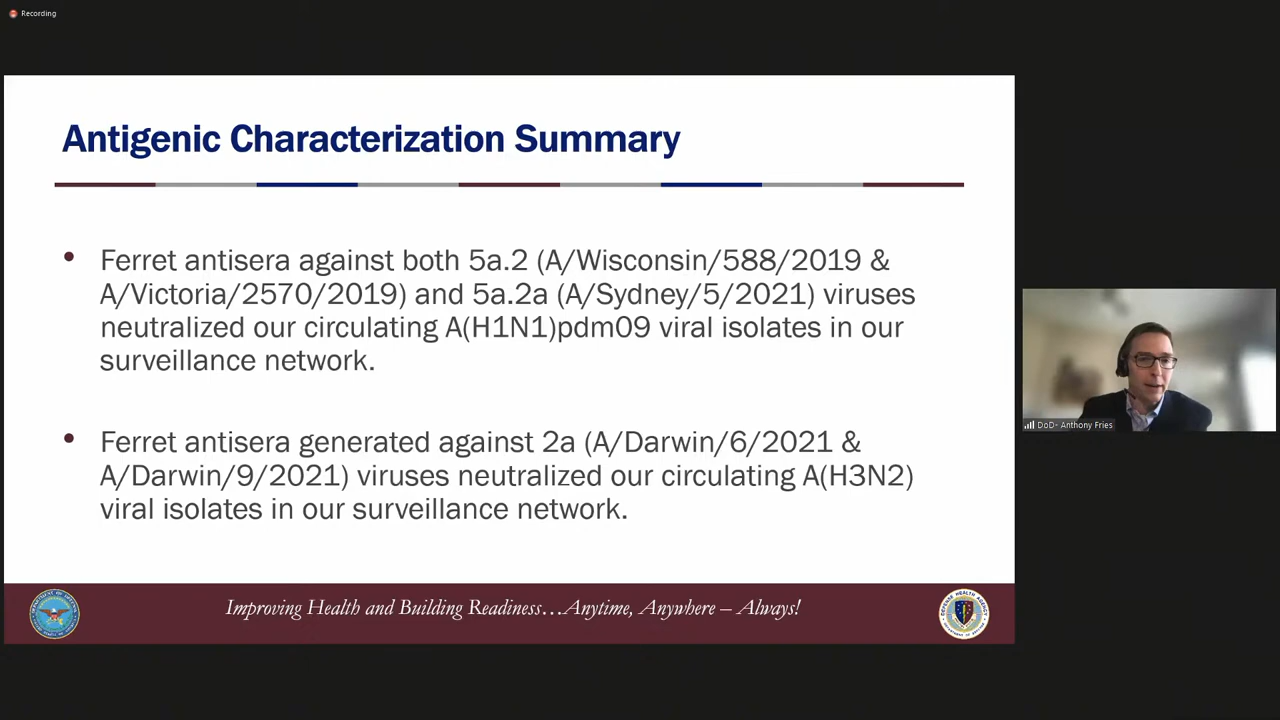 Recording
Antigenic Characterization Summary
• Ferret antisera against both 5a.2 (A/Wisconsin/588/2019 &
A/Victoria/2570/2019) and 5a.2a (A/Sydney/5/2021) viruses
neutralized our circulating A(H1N1)pdm09 viral isolates in our
surveillance network.
• Ferret antisera generated against 2a (A/Darwin/6/2021 &
A/Darwin/9/2021) viruses neutralized our circulating A(H3N2)
viral isolates in our surveillance network.
DoD- Anthony Fries
Improving Health and Building Readiness…Anytime, Anywhere – Always!